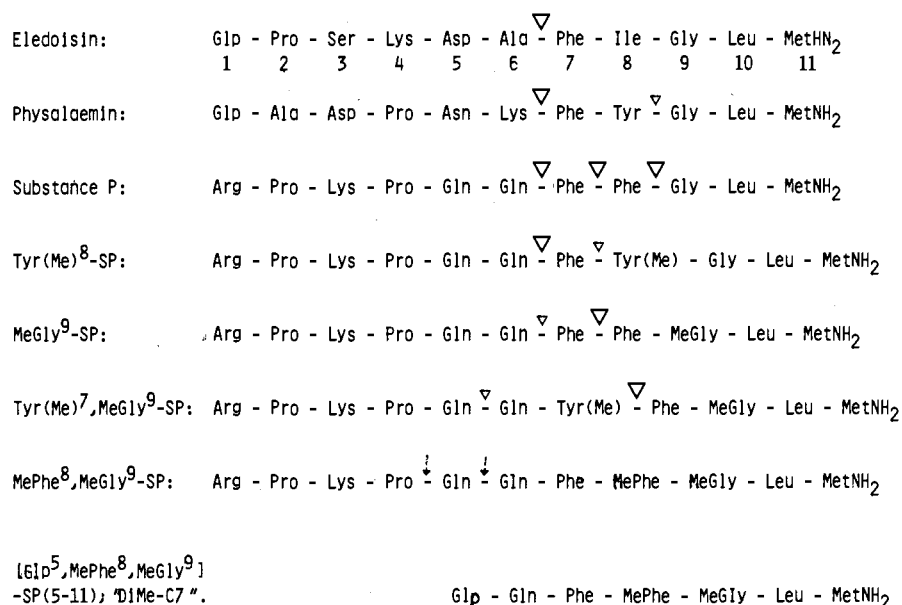 Eledoisin: Glp - Pro - Ser - Lys - Asp - Ala - Phe - Ile - Gly - Leu - MetHN2
1 2 3 4 5 6 7 8 9 10 11
Physalaemin: Glp - Ala - Asp - Pro - Asn - Lys - Phe - Tyr - Gly - Leu - MetNH2
Substance P: Arg - Pro - Lys - Pro - Gln - Gln - Phe - Phe - Gly - Leu - MetNH2
Tyr(Me)8-SP: Arg - Pro - Lys - Pro - Gln - Gln - Phe - Tyr(Me) - Gly - Leu - MetNH2
MeGly9-SP: Arg - Pro - Lys - Pro - Gln - Gln - Phe - Phe - MeGly - Leu - MetNH2
Tyr(Me)7,MeGly9-SP: Arg - Pro - Lys - Pro - Gln - Gln - Tyr(Me) - Phe - MeGly - Leu - MetNH2
MePhe8,MeGly9-SP: Arg - Pro - Lys - Pro - Gln - Gln - Phe - MePhe - MeGly - Leu - MetNH2
[Glp5,MePhe8,MeGly9]
-SP(5-11); "DiMe-C7". Glp - Gln - Phe - MePhe - MeGly - Leu - MetNH2